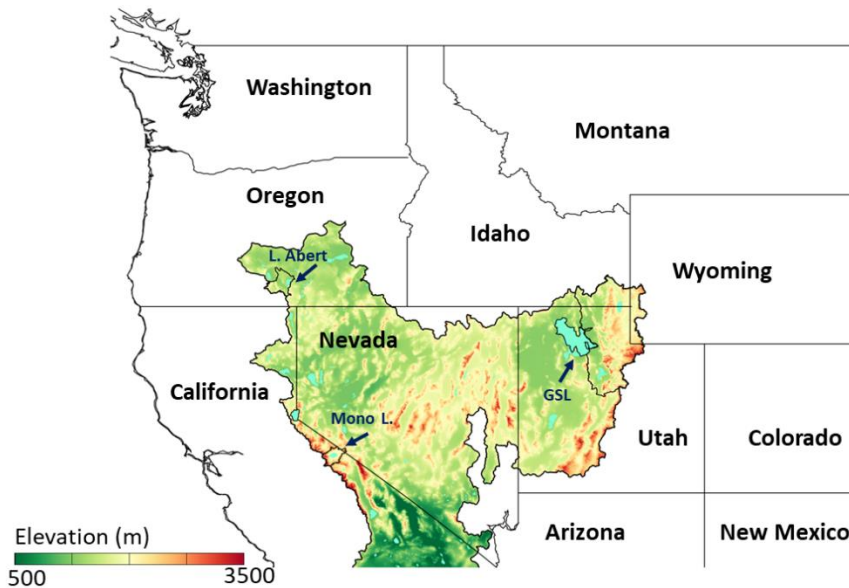 Washington
Montana
Oregon
Idaho
L. Abert
Wyoming
Nevada
California
GSL
Mono L.
Utah
Colorado
Elevation (m)
Arizona
New Mexico
500
3500